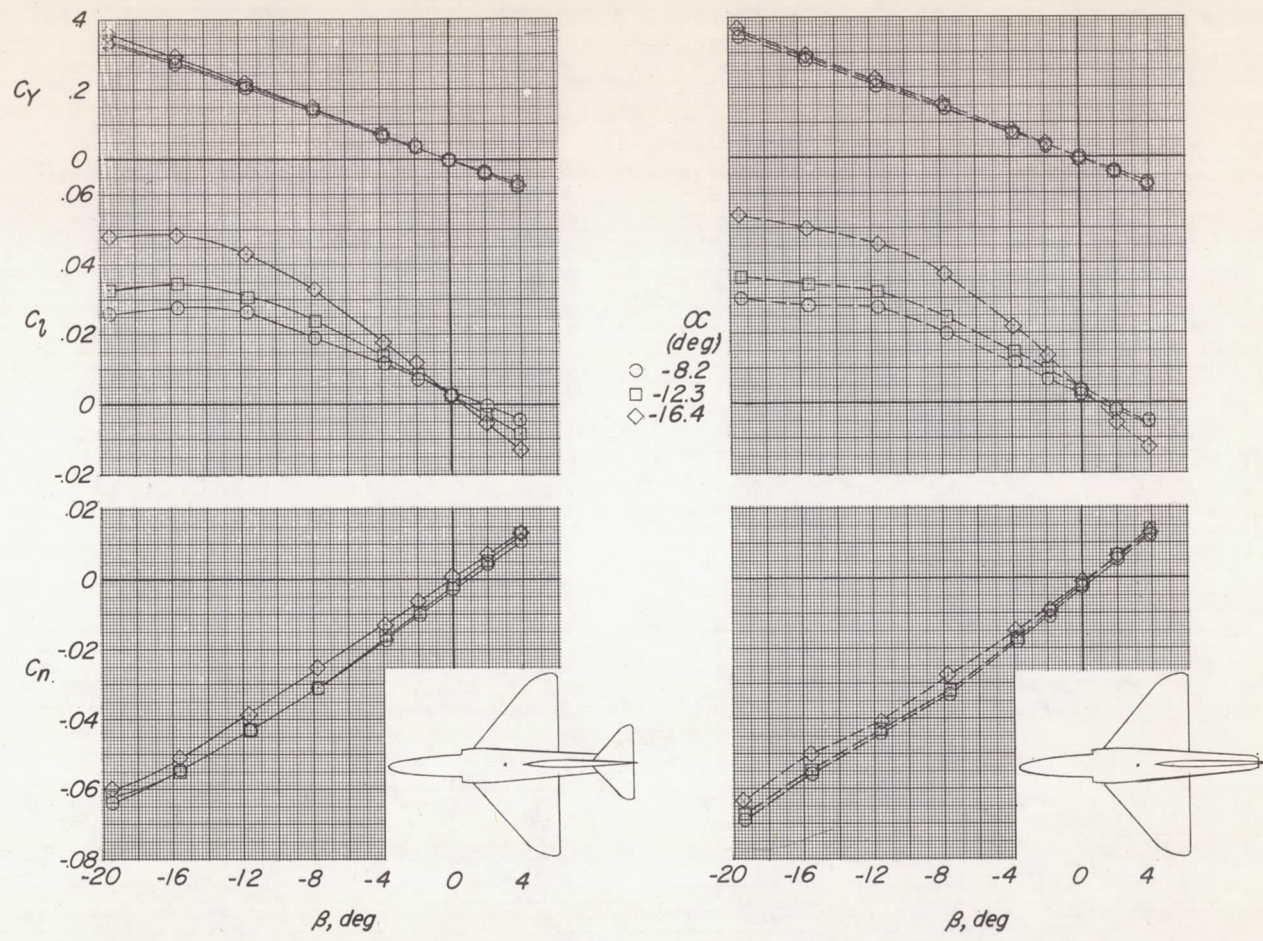 .4
C_Y .2
0
.06
.04
C_l .02
0
-.02
α
(deg)
○ -8.2
□ -12.3
◇ -16.4
.02
0
C_n -.02
-.04
-.06
-.08
-20 -16 -12 -8 -4 0 4
β, deg
-20 -16 -12 -8 -4 0 4
β, deg